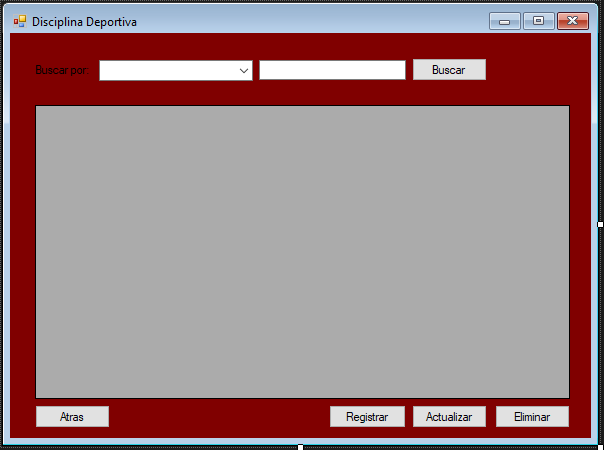 Disciplina Deportiva
Buscar por: Buscar
Atras Registrar Actualizar Eliminar